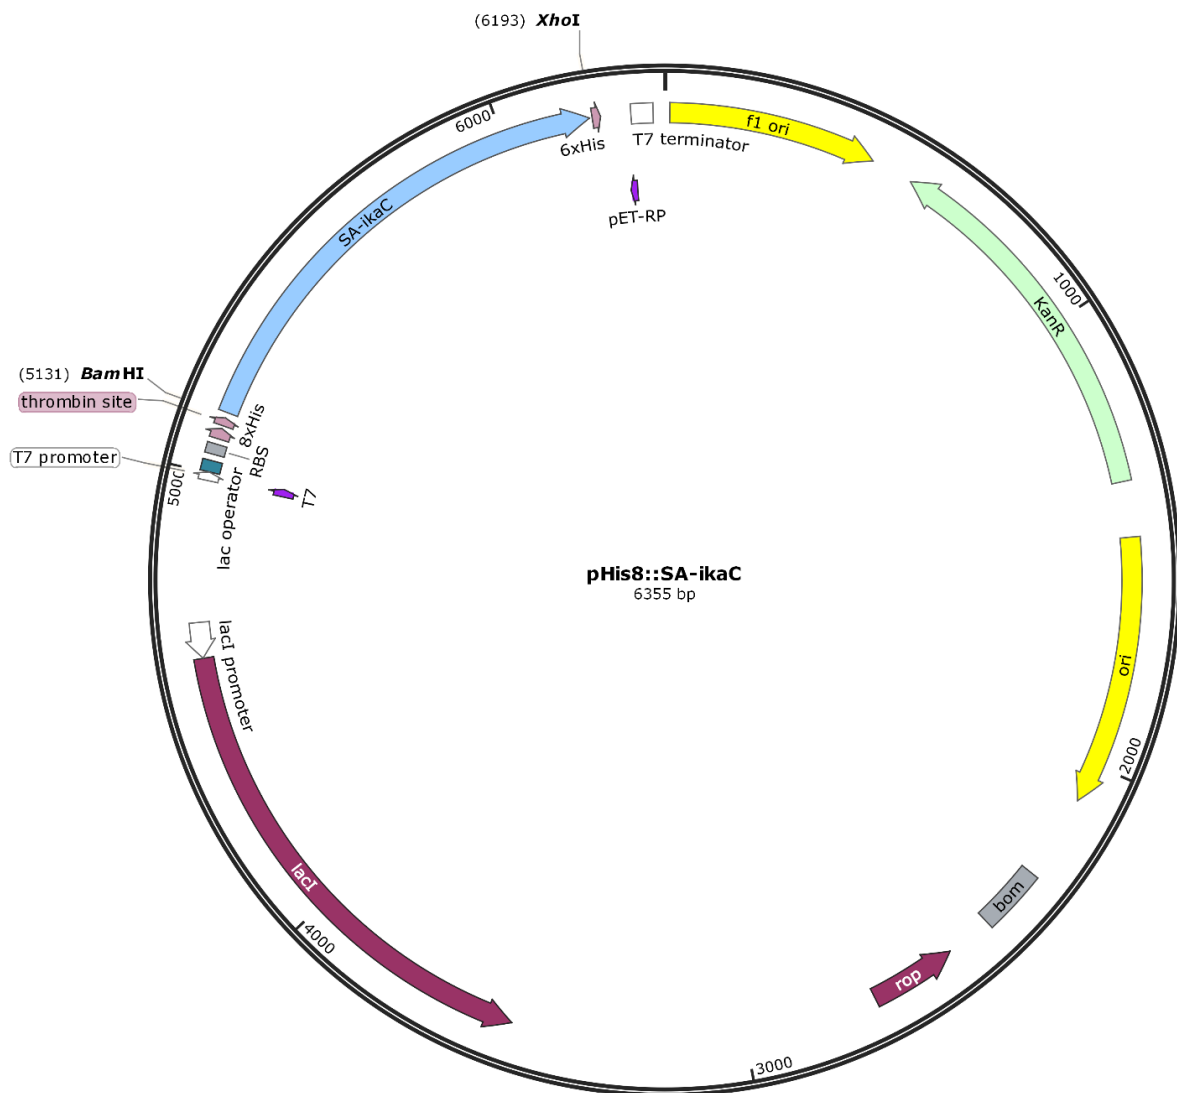 (6193) XhoI
6000
6xHis
T7 terminator
f1 ori
pET-RP
SA-ikaC
KanR
1000
(5131) BamHI
thrombin site
8xHis
RBS
T7 promoter
5000
lac operator
T7
pHis8::SA-ikaC
6355 bp
lacI promoter
ori
2000
lacI
bom
4000
rop
3000